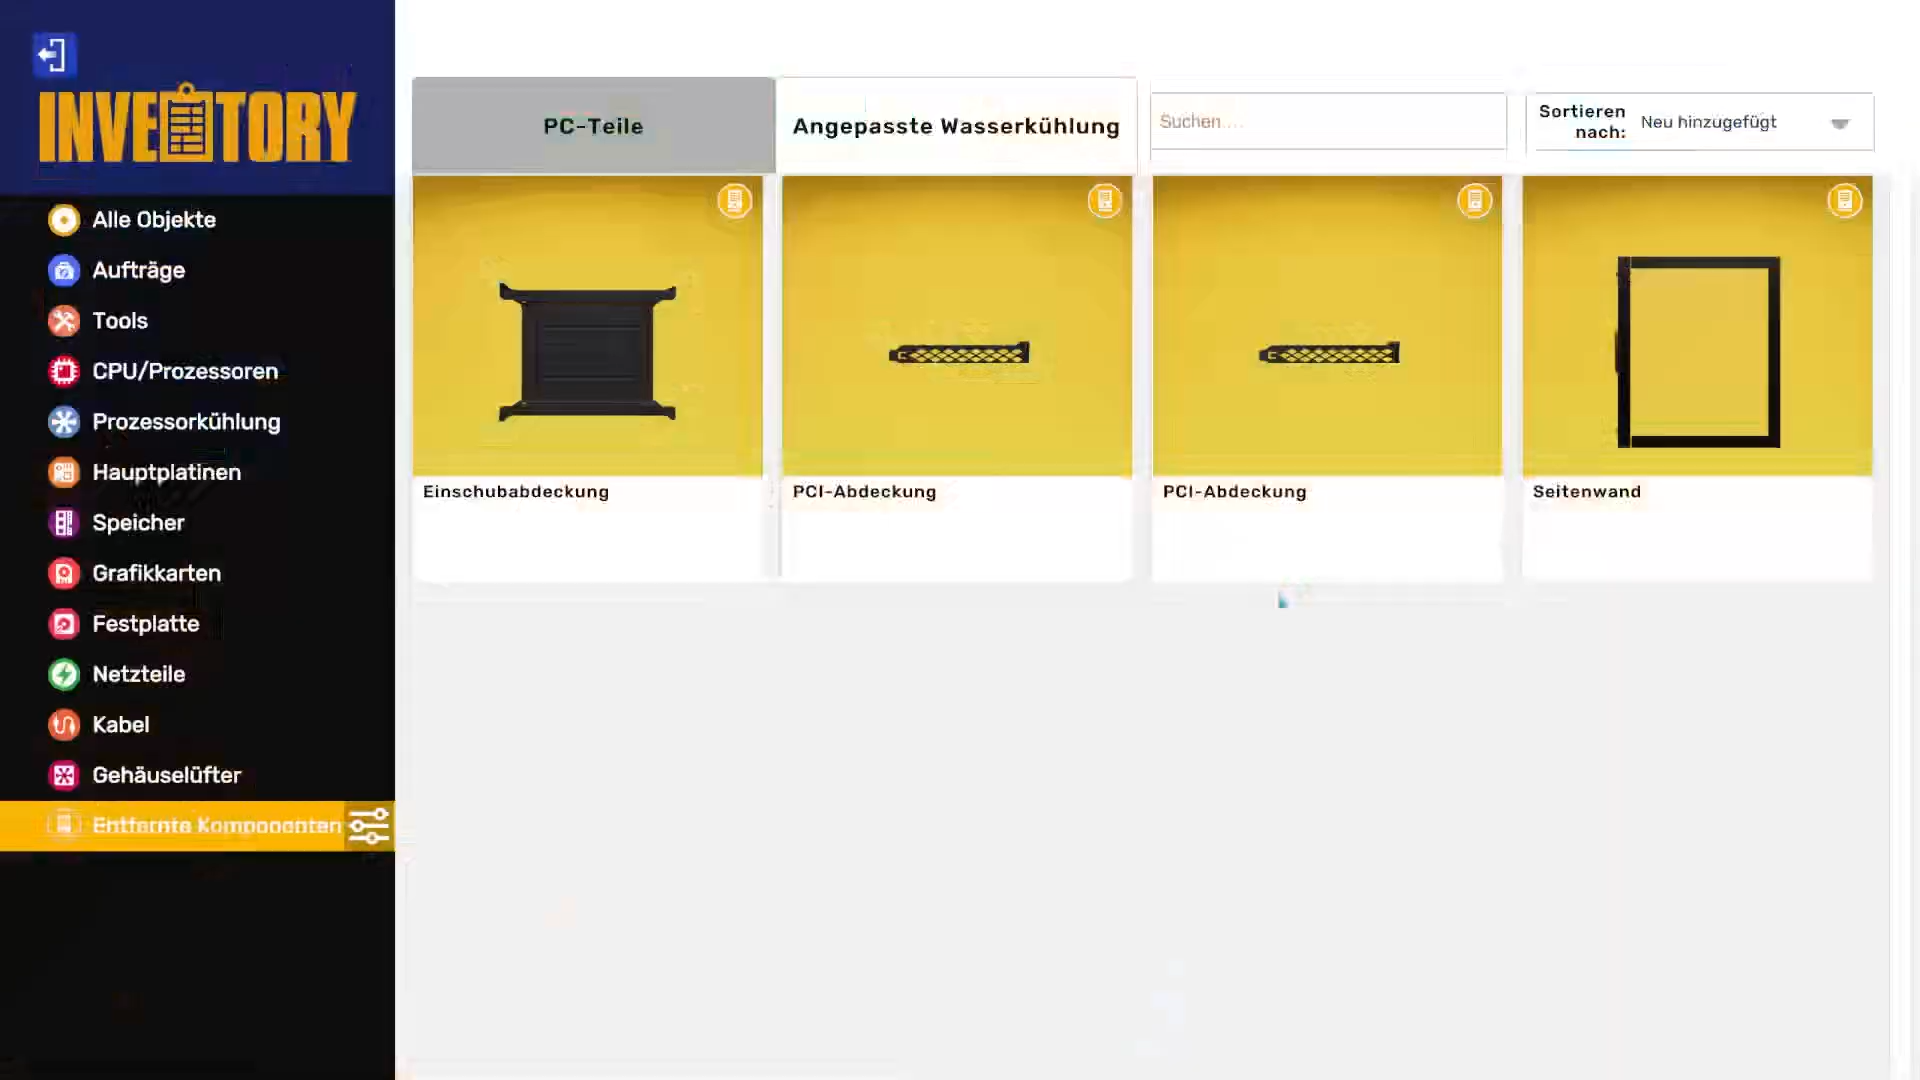 INVENTORY
Alle Objekte
Aufträge
Tools
CPU/Prozessoren
Prozessorkühlung
Hauptplatinen
Speicher
Grafikkarten
Festplatte
Netzteile
Kabel
Gehäuselüfter
Entfernte Komponenten
PC-Teile
Angepasste Wasserkühlung
Suchen....
Sortieren nach:
Neu hinzugefügt
Einschubabdeckung
PCI-Abdeckung
PCI-Abdeckung
Seitenwand